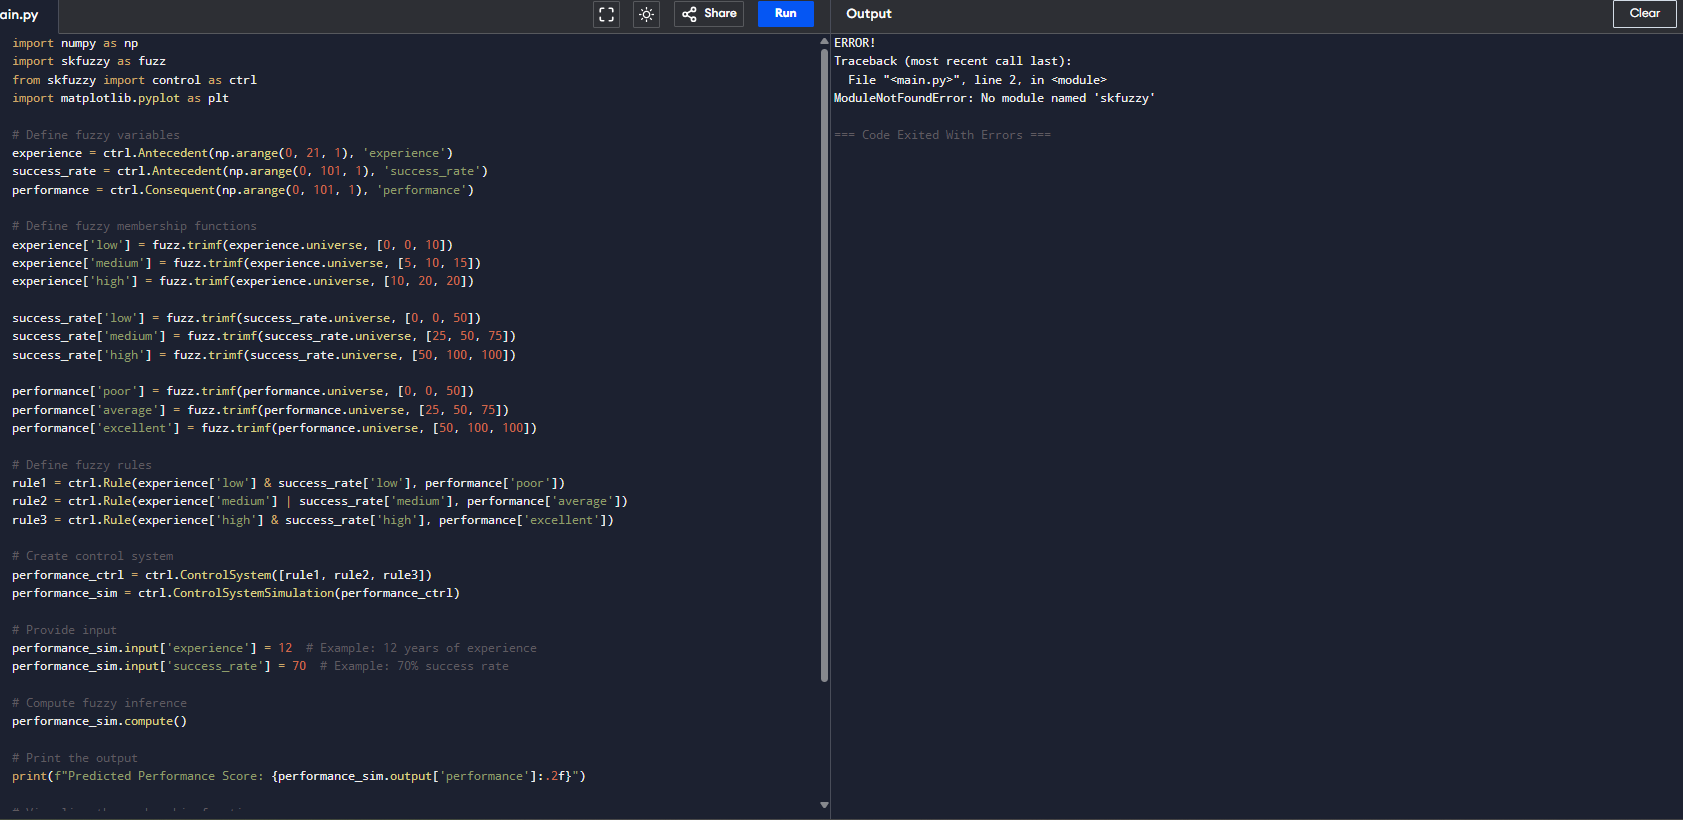 ain.py
Share
Run
Output
Clear
import numpy as np
import skfuzzy as fuzz
from skfuzzy import control as ctrl
import matplotlib.pyplot as plt
# Define fuzzy variables
experience = ctrl.Antecedent(np.arange(0, 21, 1), 'experience')
success_rate = ctrl.Antecedent(np.arange(0, 101, 1), 'success_rate')
performance = ctrl.Consequent(np.arange(0, 101, 1), 'performance')
# Define fuzzy membership functions
experience['low'] = fuzz.trimf(experience.universe, [0, 0, 10])
experience['medium'] = fuzz.trimf(experience.universe, [5, 10, 15])
experience['high'] = fuzz.trimf(experience.universe, [10, 20, 20])
success_rate['low'] = fuzz.trimf(success_rate.universe, [0, 0, 50])
success_rate['medium'] = fuzz.trimf(success_rate.universe, [25, 50, 75])
success_rate['high'] = fuzz.trimf(success_rate.universe, [50, 100, 100])
performance['poor'] = fuzz.trimf(performance.universe, [0, 0, 50])
performance['average'] = fuzz.trimf(performance.universe, [25, 50, 75])
performance['excellent'] = fuzz.trimf(performance.universe, [50, 100, 100])
# Define fuzzy rules
rule1 = ctrl.Rule(experience['low'] & success_rate['low'], performance['poor'])
rule2 = ctrl.Rule(experience['medium'] | success_rate['medium'], performance['average'])
rule3 = ctrl.Rule(experience['high'] & success_rate['high'], performance['excellent'])
# Create control system
performance_ctrl = ctrl.ControlSystem([rule1, rule2, rule3])
performance_sim = ctrl.ControlSystemSimulation(performance_ctrl)
# Provide input
performance_sim.input['experience'] = 12  # Example: 12 years of experience
performance_sim.input['success_rate'] = 70  # Example: 70% success rate
# Compute fuzzy inference
performance_sim.compute()
# Print the output
print(f"Predicted Performance Score: {performance_sim.output['performance']:.2f}")
ERROR!
Traceback (most recent call last):
  File "<main.py>", line 2, in <module>
ModuleNotFoundError: No module named 'skfuzzy'
=== Code Exited With Errors ===